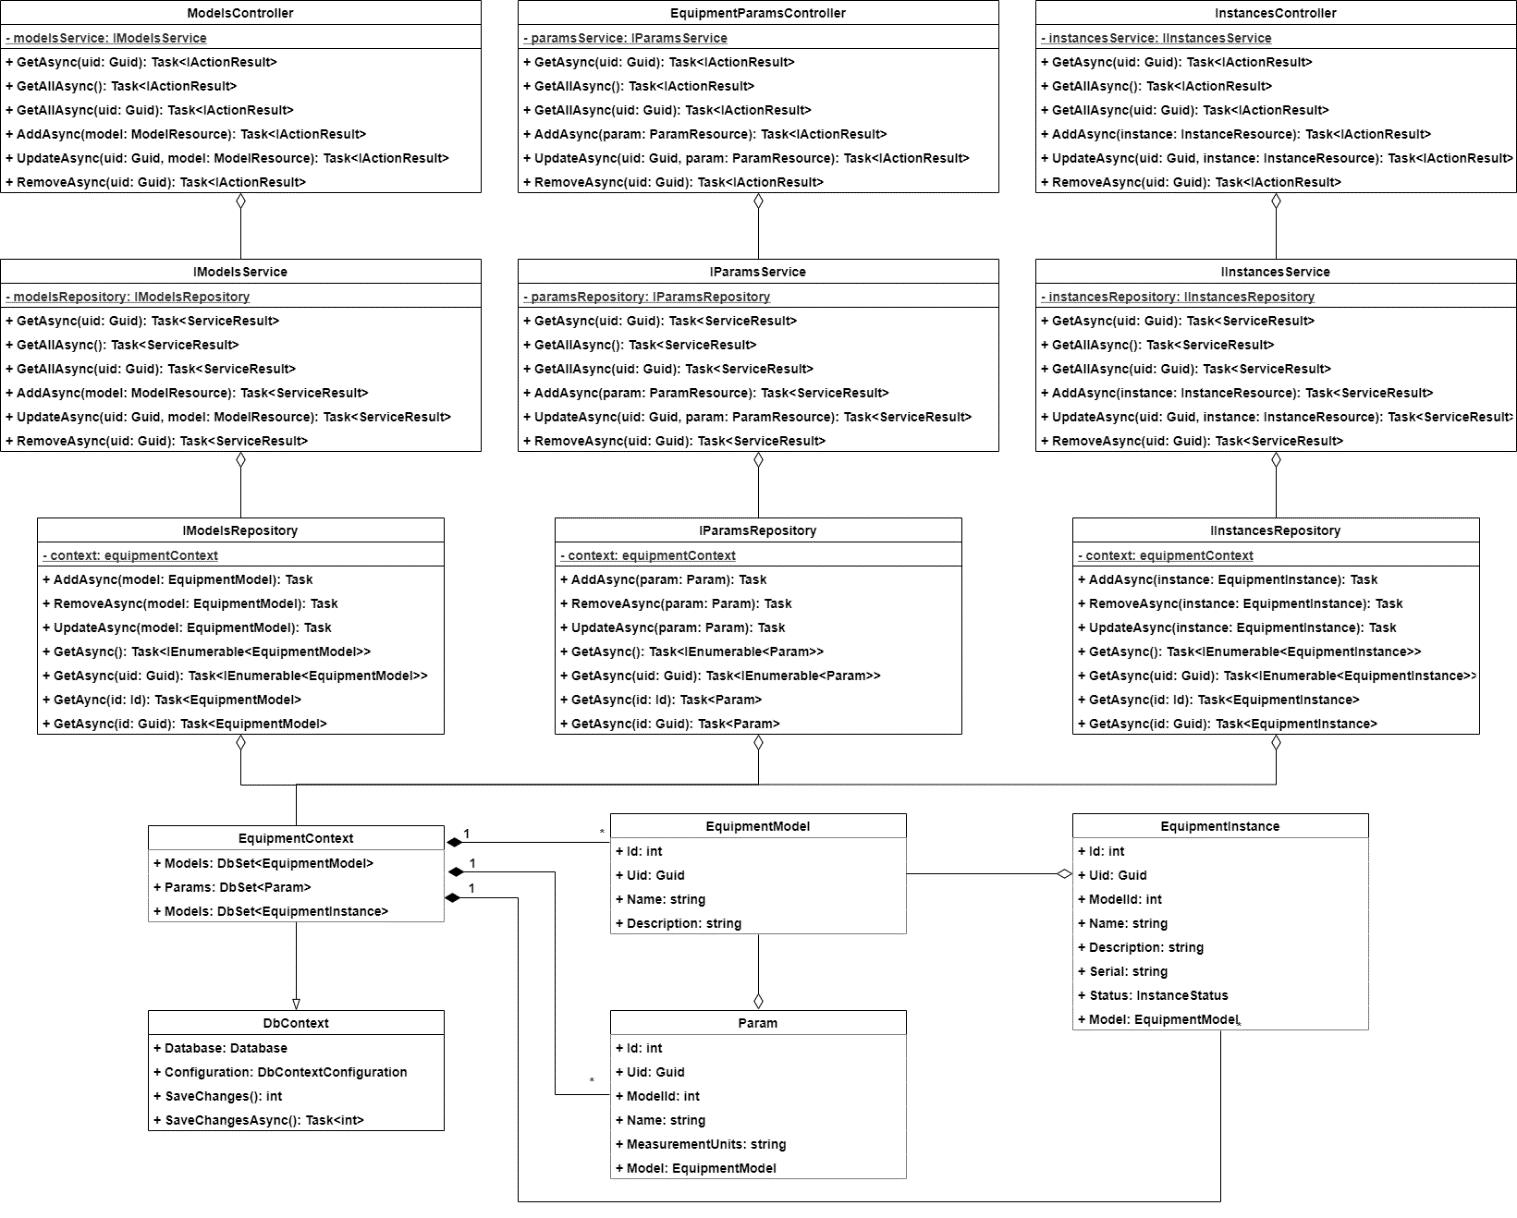 ModelsController
- modelsService: IModelsService
+ GetAsync(uid: Guid): Task<IActionResult>
+ GetAllAsync(): Task<IActionResult>
+ GetAllAsync(uid: Guid): Task<IActionResult>
+ AddAsync(model: ModelResource): Task<IActionResult>
+ UpdateAsync(uid: Guid, model: ModelResource): Task<IActionResult>
+ RemoveAsync(uid: Guid): Task<IActionResult>
EquipmentParamsController
- paramsService: IParamsService
+ GetAsync(uid: Guid): Task<IActionResult>
+ GetAllAsync(): Task<IActionResult>
+ GetAllAsync(uid: Guid): Task<IActionResult>
+ AddAsync(param: ParamResource): Task<IActionResult>
+ UpdateAsync(uid: Guid, param: ParamResource): Task<IActionResult>
+ RemoveAsync(uid: Guid): Task<IActionResult>
InstancesController
- instancesService: IInstancesService
+ GetAsync(uid: Guid): Task<IActionResult>
+ GetAllAsync(): Task<IActionResult>
+ GetAllAsync(uid: Guid): Task<IActionResult>
+ AddAsync(instance: InstanceResource): Task<IActionResult>
+ UpdateAsync(uid: Guid, instance: InstanceResource): Task<IActionResult>
+ RemoveAsync(uid: Guid): Task<IActionResult>
IModelsService
- modelsRepository: IModelsRepository
+ GetAsync(uid: Guid): Task<ServiceResult>
+ GetAllAsync(): Task<ServiceResult>
+ GetAllAsync(uid: Guid): Task<ServiceResult>
+ AddAsync(model: ModelResource): Task<ServiceResult>
+ UpdateAsync(uid: Guid, model: ModelResource): Task<ServiceResult>
+ RemoveAsync(uid: Guid): Task<ServiceResult>
IParamsService
- paramsRepository: IParamsRepository
+ GetAsync(uid: Guid): Task<ServiceResult>
+ GetAllAsync(): Task<ServiceResult>
+ GetAllAsync(uid: Guid): Task<ServiceResult>
+ AddAsync(param: ParamResource): Task<ServiceResult>
+ UpdateAsync(uid: Guid, param: ParamResource): Task<ServiceResult>
+ RemoveAsync(uid: Guid): Task<ServiceResult>
IInstancesService
- instancesRepository: IInstancesRepository
+ GetAsync(uid: Guid): Task<ServiceResult>
+ GetAllAsync(): Task<ServiceResult>
+ GetAllAsync(uid: Guid): Task<ServiceResult>
+ AddAsync(instance: InstanceResource): Task<ServiceResult>
+ UpdateAsync(uid: Guid, instance: InstanceResource): Task<ServiceResult>
+ RemoveAsync(uid: Guid): Task<ServiceResult>
IModelsRepository
- context: equipmentContext
+ AddAsync(model: EquipmentModel): Task
+ RemoveAsync(model: EquipmentModel): Task
+ UpdateAsync(model: EquipmentModel): Task
+ GetAsync(): Task<IEnumerable<EquipmentModel>>
+ GetAsync(uid: Guid): Task<IEnumerable<EquipmentModel>>
+ GetAsync(id: Id): Task<EquipmentModel>
+ GetAsync(id: Guid): Task<EquipmentModel>
IParamsRepository
- context: equipmentContext
+ AddAsync(param: Param): Task
+ RemoveAsync(param: Param): Task
+ UpdateAsync(param: Param): Task
+ GetAsync(): Task<IEnumerable<Param>>
+ GetAsync(uid: Guid): Task<IEnumerable<Param>>
+ GetAsync(id: Id): Task<Param>
+ GetAsync(id: Guid): Task<Param>
IInstancesRepository
- context: equipmentContext
+ AddAsync(instance: EquipmentInstance): Task
+ RemoveAsync(instance: EquipmentInstance): Task
+ UpdateAsync(instance: EquipmentInstance): Task
+ GetAsync(): Task<IEnumerable<EquipmentInstance>>
+ GetAsync(uid: Guid): Task<IEnumerable<EquipmentInstance>>
+ GetAsync(id: Id): Task<EquipmentInstance>
+ GetAsync(id: Guid): Task<EquipmentInstance>
EquipmentContext
+ Models: DbSet<EquipmentModel>
+ Params: DbSet<Param>
+ Models: DbSet<EquipmentInstance>
1
*
1
1
EquipmentModel
+ Id: int
+ Uid: Guid
+ Name: string
+ Description: string
EquipmentInstance
+ Id: int
+ Uid: Guid
+ ModelId: int
+ Name: string
+ Description: string
+ Serial: string
+ Status: InstanceStatus
+ Model: EquipmentModel
*
DbContext
+ Database: Database
+ Configuration: DbContextConfiguration
+ SaveChanges(): int
+ SaveChangesAsync(): Task<int>
*
Param
+ Id: int
+ Uid: Guid
+ ModelId: int
+ Name: string
+ MeasurementUnits: string
+ Model: EquipmentModel